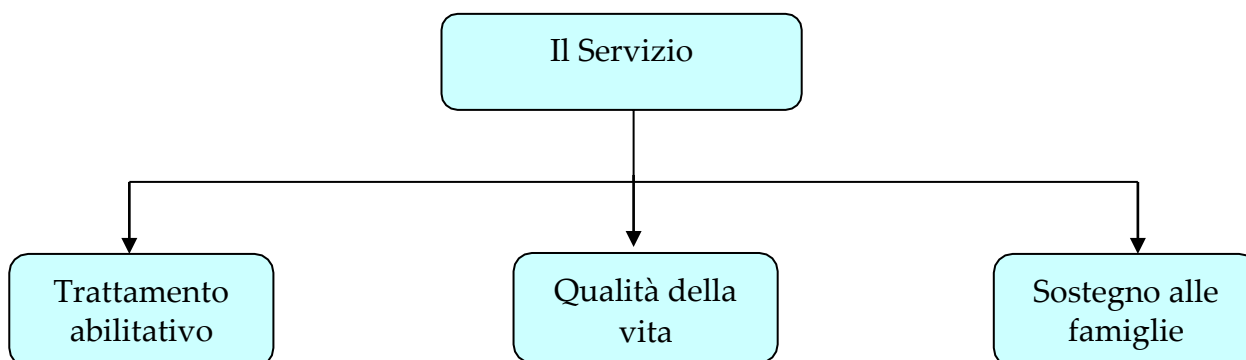 Il Servizio
Trattamento
abilitativo
Qualità della
vita
Sostegno alle
famiglie